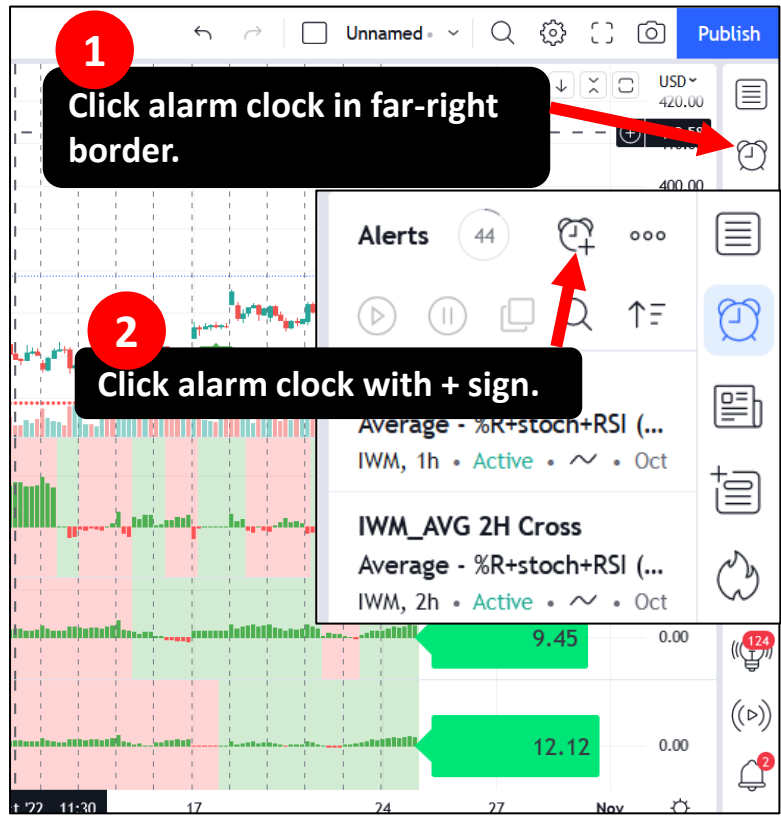 Unnamed
Publish
1
Click alarm clock in far-right
border.
USD
420.00
400.00
Alerts
44
2
Click alarm clock with + sign.
Average - %R+stoch+RSI (...
IWM, 1h • Active • • Oct
IWM_AVG 2H Cross
Average - %R+stoch+RSI (...
IWM, 2h • Active • • Oct
9.45
0.00
124
12.12
0.00
2
'22 11:30
17
24
27
Nov